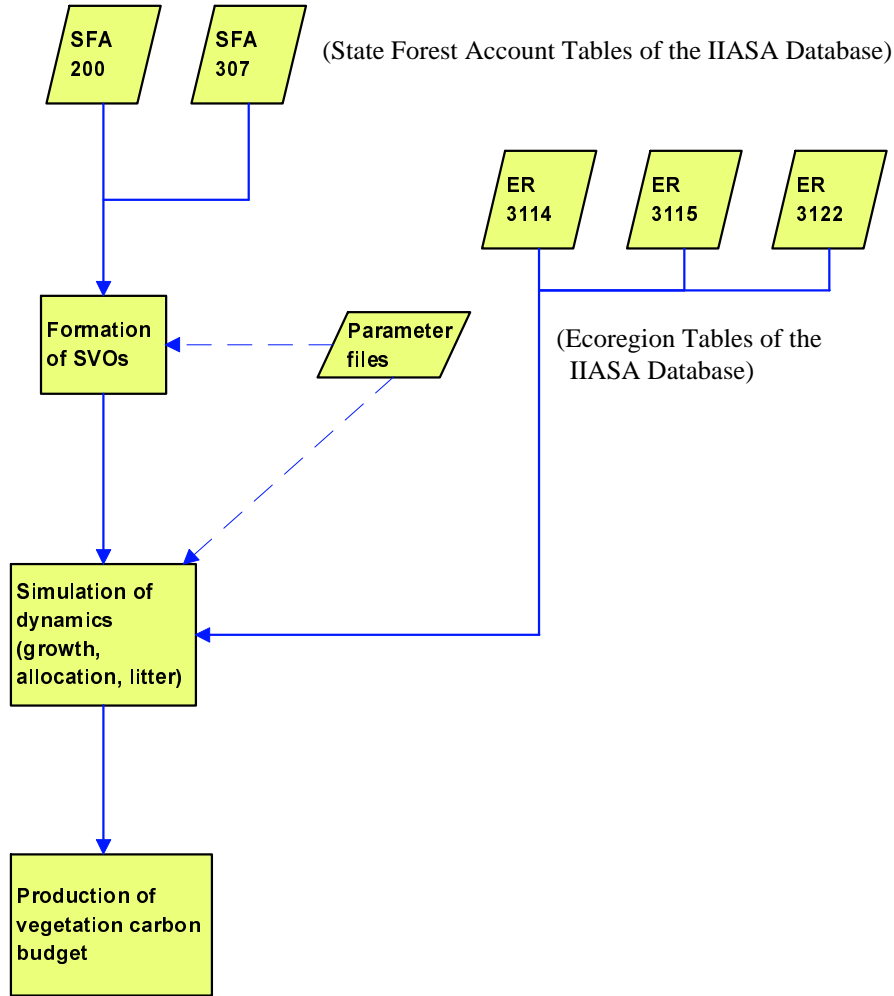 SFA
200
SFA
307
(State Forest Account Tables of the IIASA Database)
ER
3114
ER
3115
ER
3122
Formation
of SVOs
Parameter
files
(Ecoregion Tables of the
IIASA Database)
Simulation of
dynamics
(growth,
allocation, litter)
Production of
vegetation carbon
budget